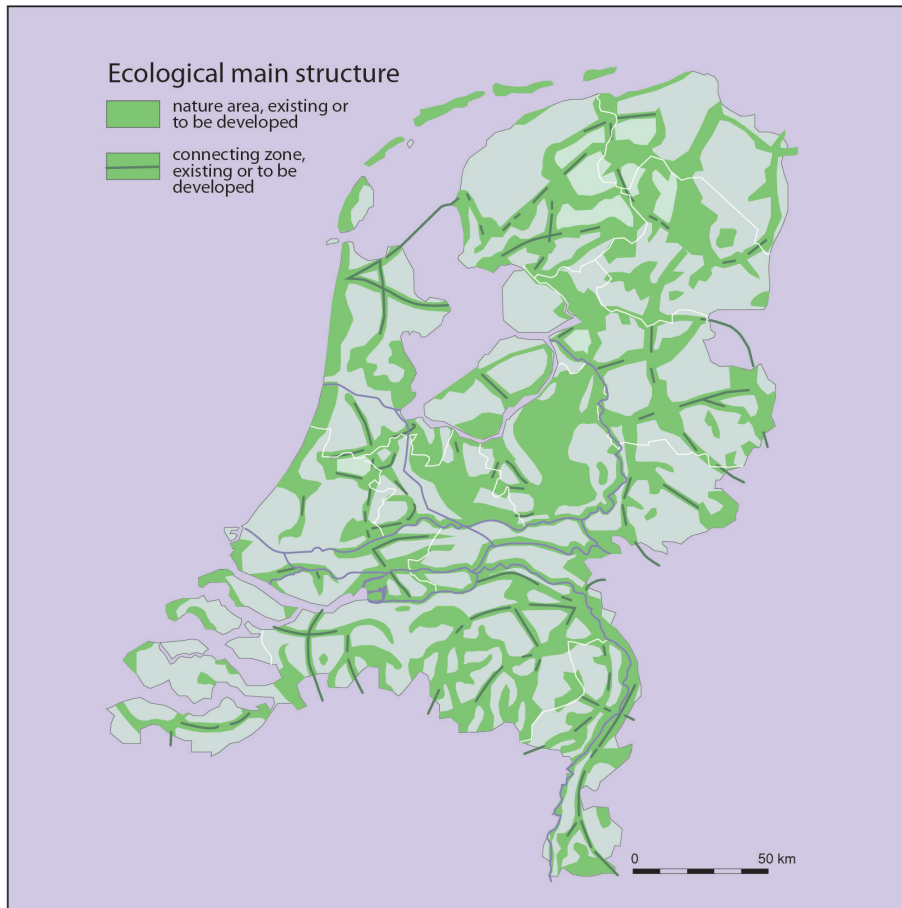 Ecological main structure
nature area, existing or
to be developed
connecting zone,
existing or to be
developed
0 50 km